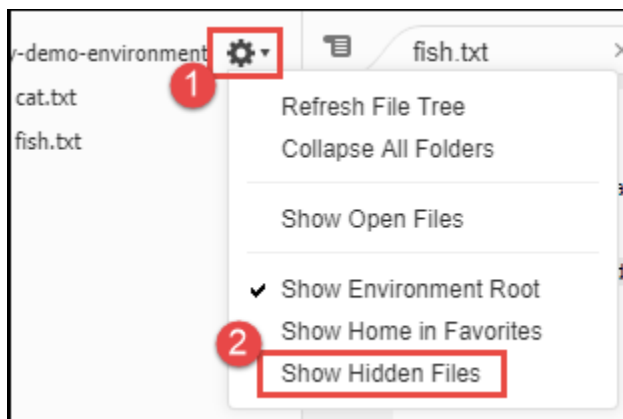 -demo-environment
1
fish.txt
cat.txt
fish.txt
Refresh File Tree
Collapse All Folders
Show Open Files
Show Environment Root
Show Home in Favorites
2
Show Hidden Files